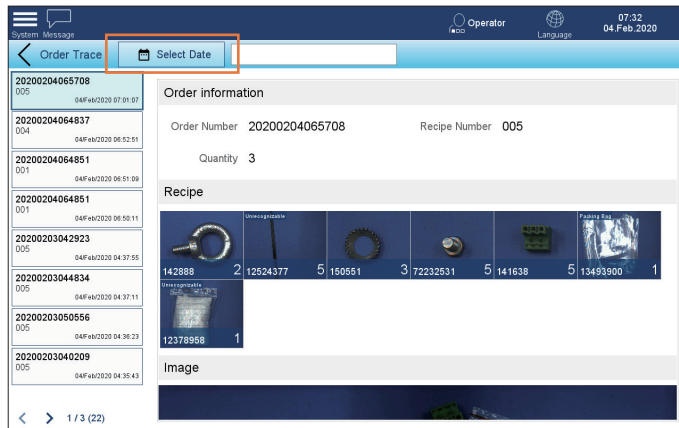 System Message
Operator
Language
07:32
04.Feb.2020
Order Trace
Select Date
20200204065708
005
04/Feb/2020 07:01:07
20200204064837
004
04/Feb/2020 06:52:51
20200204064851
001
04/Feb/2020 06:51:09
20200204064851
001
04/Feb/2020 06:50:11
20200203042923
005
04/Feb/2020 04:37:55
20200203044834
005
04/Feb/2020 04:37:11
20200203050556
005
04/Feb/2020 04:36:23
20200203040209
005
04/Feb/2020 04:35:43
1 / 3 (22)
Order information
Order Number 20200204065708 Recipe Number 005
Quantity 3
Recipe
Unrecognizable Packing Bag
142888 2 12524377 5 150551 3 72232531 5 141638 5 13493900 1
Unrecognizable
12378958 1
Image